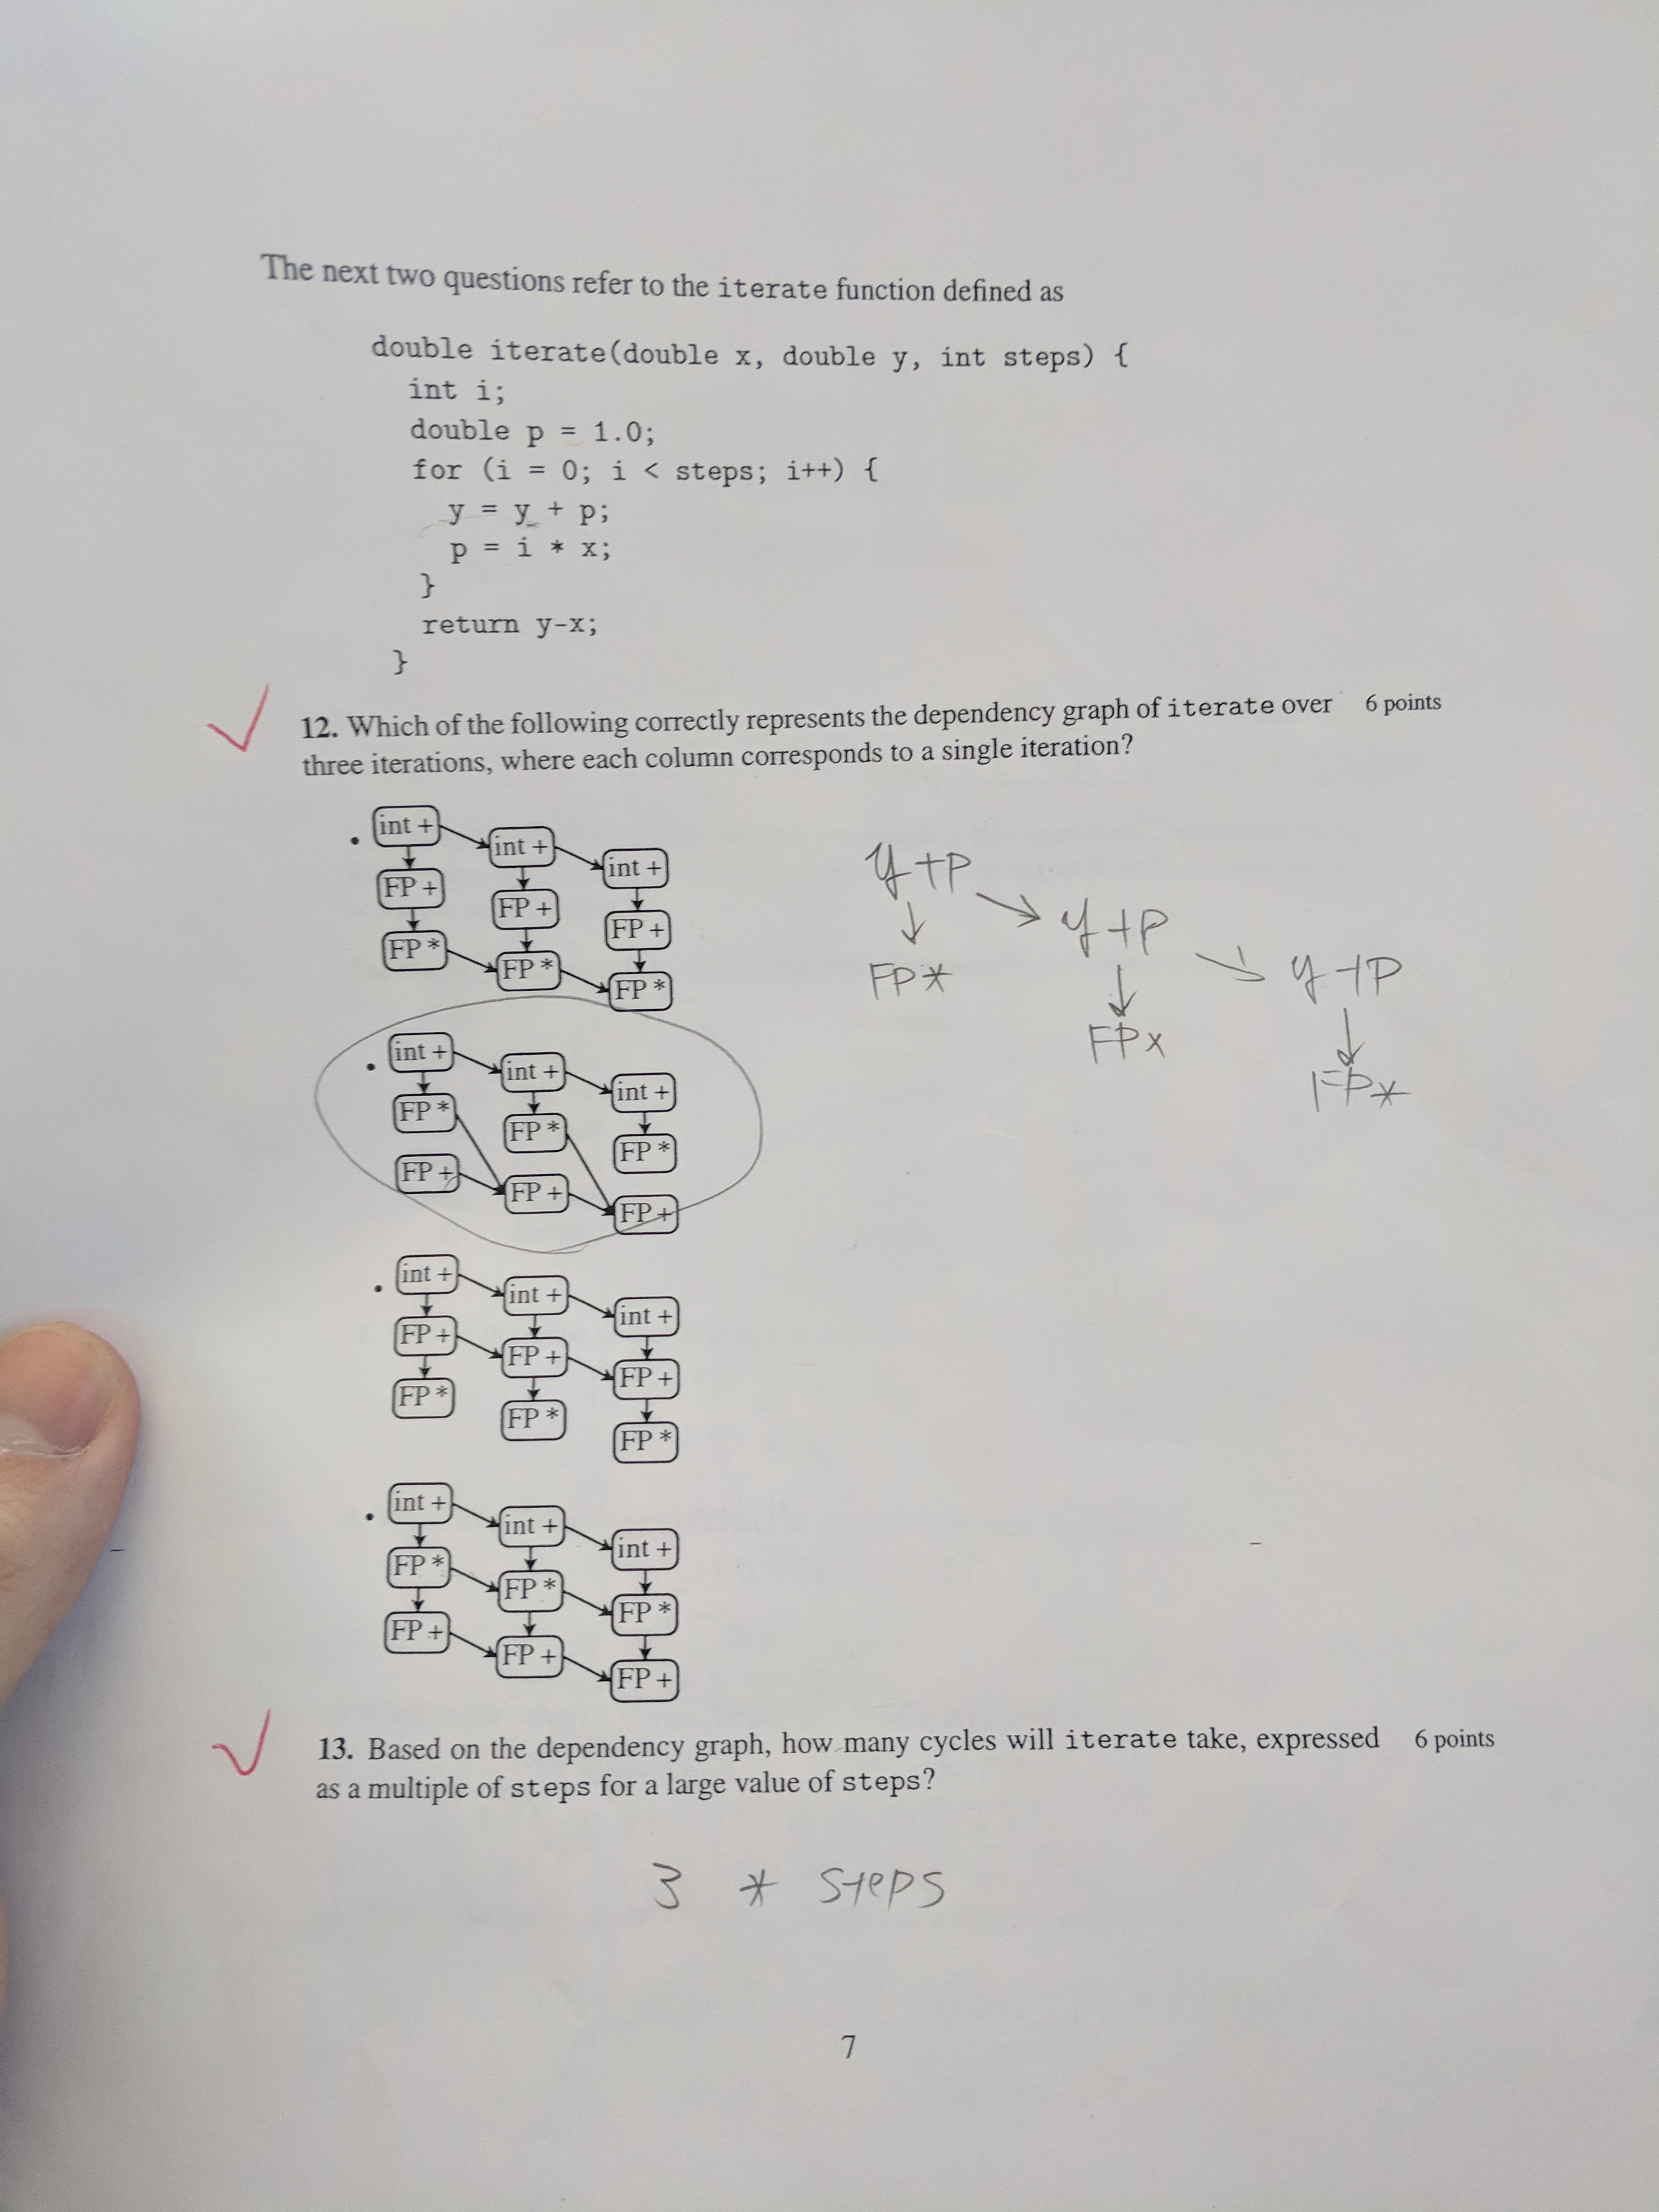 The next two questions refer to the iterate function defined as
double iterate(double x, double y, int steps) {
int i;
double p = 1.0;
for (i = 0; i < steps; i++) {
y = y + p;
p = i * x;
}
return y-x;
}
12. Which of the following correctly represents the dependency graph of iterate over 6 points
three iterations, where each column corresponds to a single iteration?
int +
int +
int +
FP +
FP +
FP +
FP *
FP *
FP *
y+p
y+p
y+p
FP*
FPx
FP*
int +
int +
int +
FP *
FP *
FP *
FP +
FP +
FP +
int +
int +
int +
FP +
FP +
FP +
FP *
FP *
FP *
int +
int +
int +
FP *
FP *
FP *
FP +
FP +
FP +
13. Based on the dependency graph, how many cycles will iterate take, expressed 6 points
as a multiple of steps for a large value of steps?
3 * steps
7